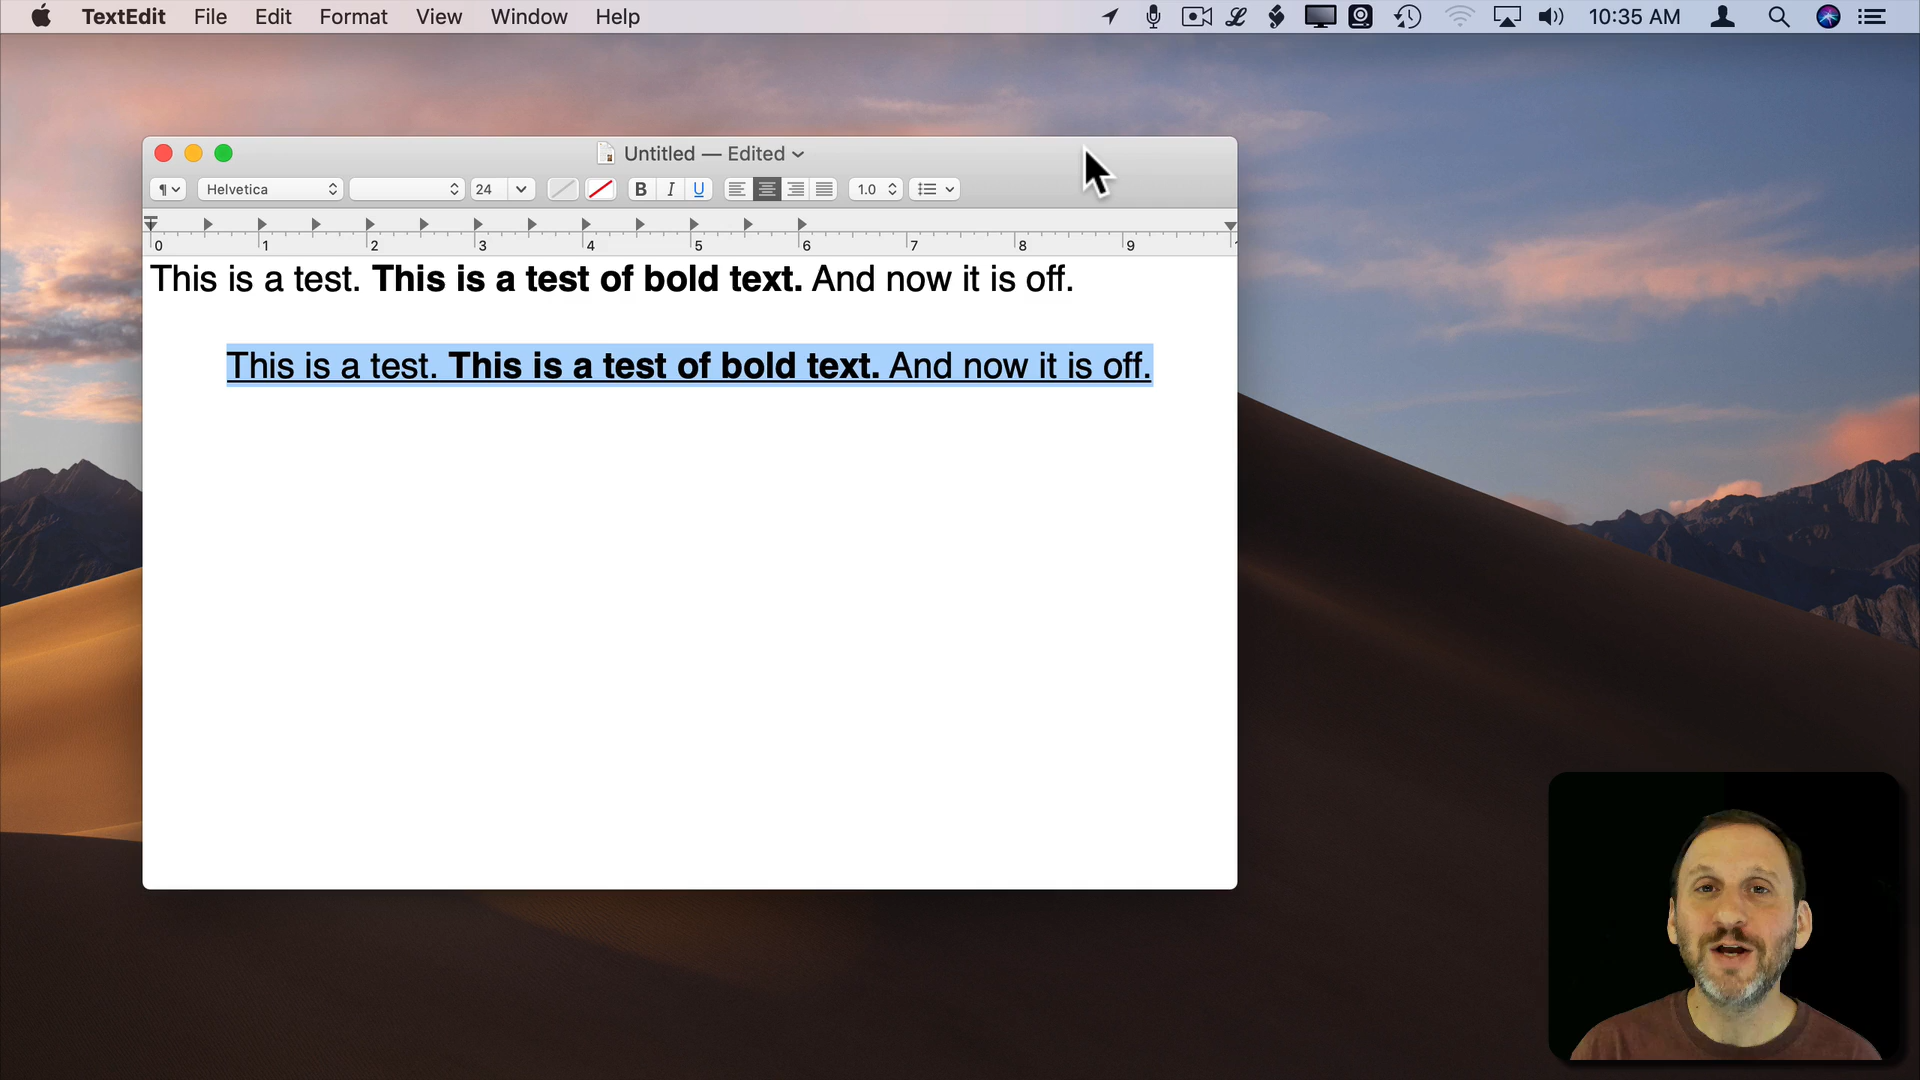 TextEdit File Edit Format View Window Help 10:35 AM
Untitled — Edited
¶ Helvetica 24 B I U 1.0
0 1 2 3 4 5 6 7 8 9
This is a test. This is a test of bold text. And now it is off.
This is a test. This is a test of bold text. And now it is off.